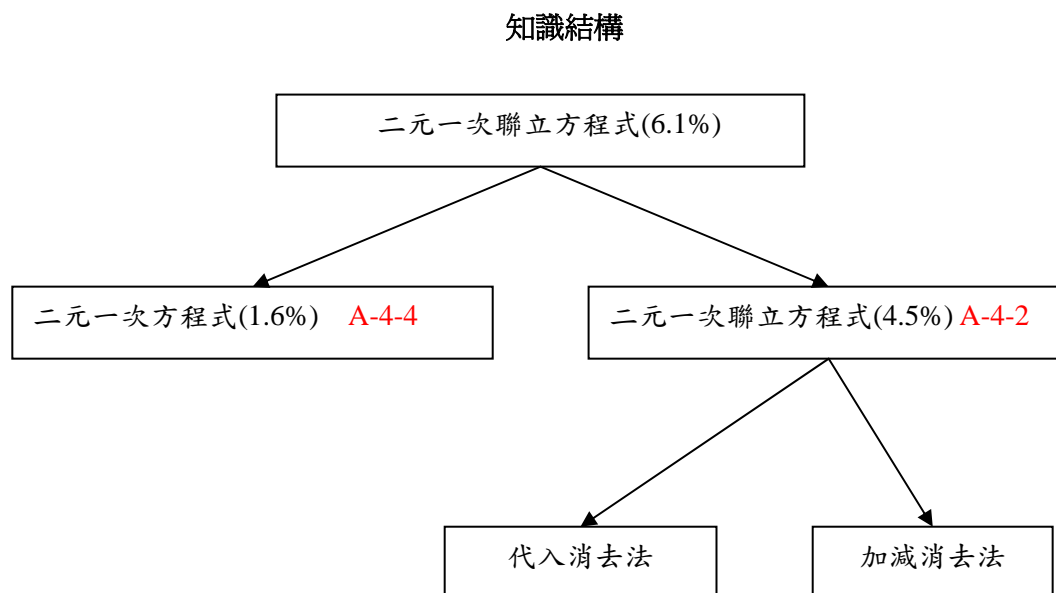 知識結構
二元一次聯立方程式(6.1%)
二元一次方程式(1.6%) A-4-4
二元一次聯立方程式(4.5%) A-4-2
代入消去法
加減消去法